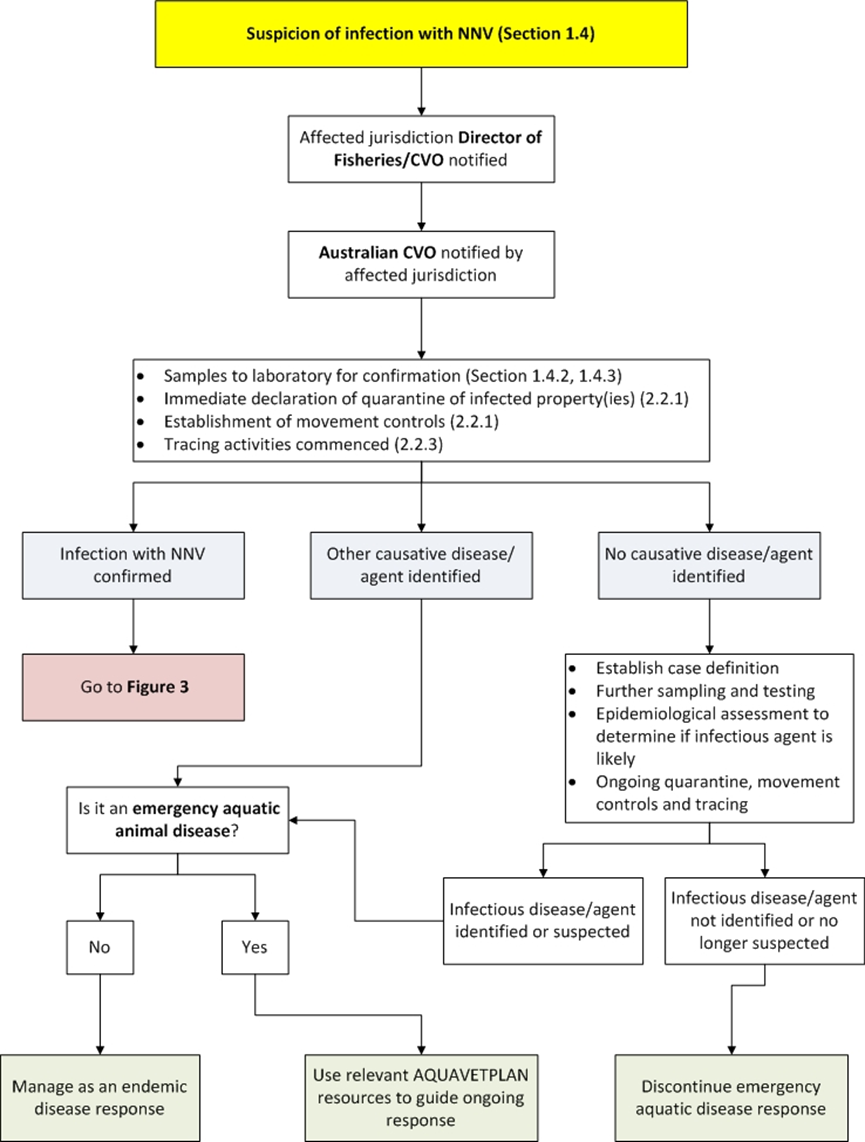 Suspicion of infection with NNV (Section 1.4)
Affected jurisdiction Director of
Fisheries/CVO notified
Australian CVO notified by
affected jurisdiction
• Samples to laboratory for confirmation (Section 1.4.2, 1.4.3)
• Immediate declaration of quarantine of infected property(ies) (2.2.1)
• Establishment of movement controls (2.2.1)
• Tracing activities commenced (2.2.3)
Infection with NNV
confirmed
Other causative disease/
agent identified
No causative disease/agent
identified
Go to Figure 3
• Establish case definition
• Further sampling and testing
• Epidemiological assessment to
determine if infectious agent is
likely
• Ongoing quarantine, movement
controls and tracing
Is it an emergency aquatic
animal disease?
Infectious disease/agent
identified or suspected
Infectious disease/agent
not identified or no
longer suspected
No
Yes
Manage as an endemic
disease response
Use relevant AQUAVETPLAN
resources to guide ongoing
response
Discontinue emergency
aquatic disease response